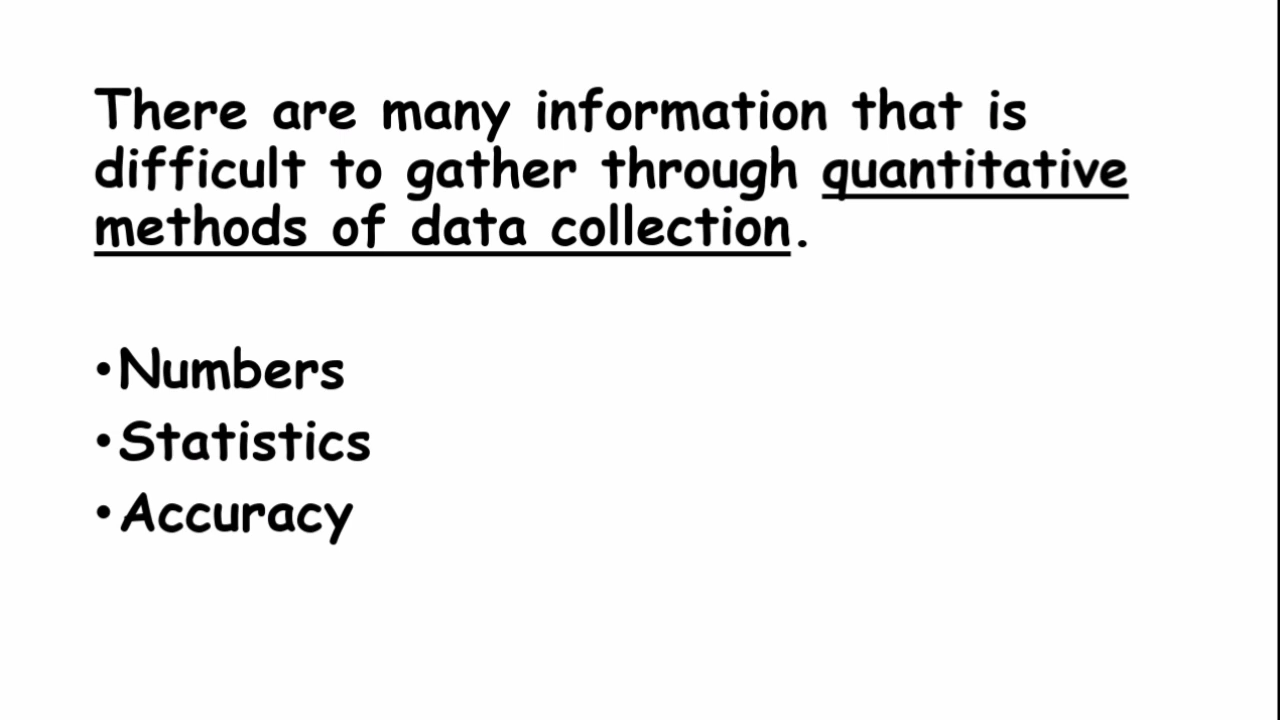 There are many information that is
difficult to gather through quantitative
methods of data collection.
•Numbers
•Statistics
•Accuracy